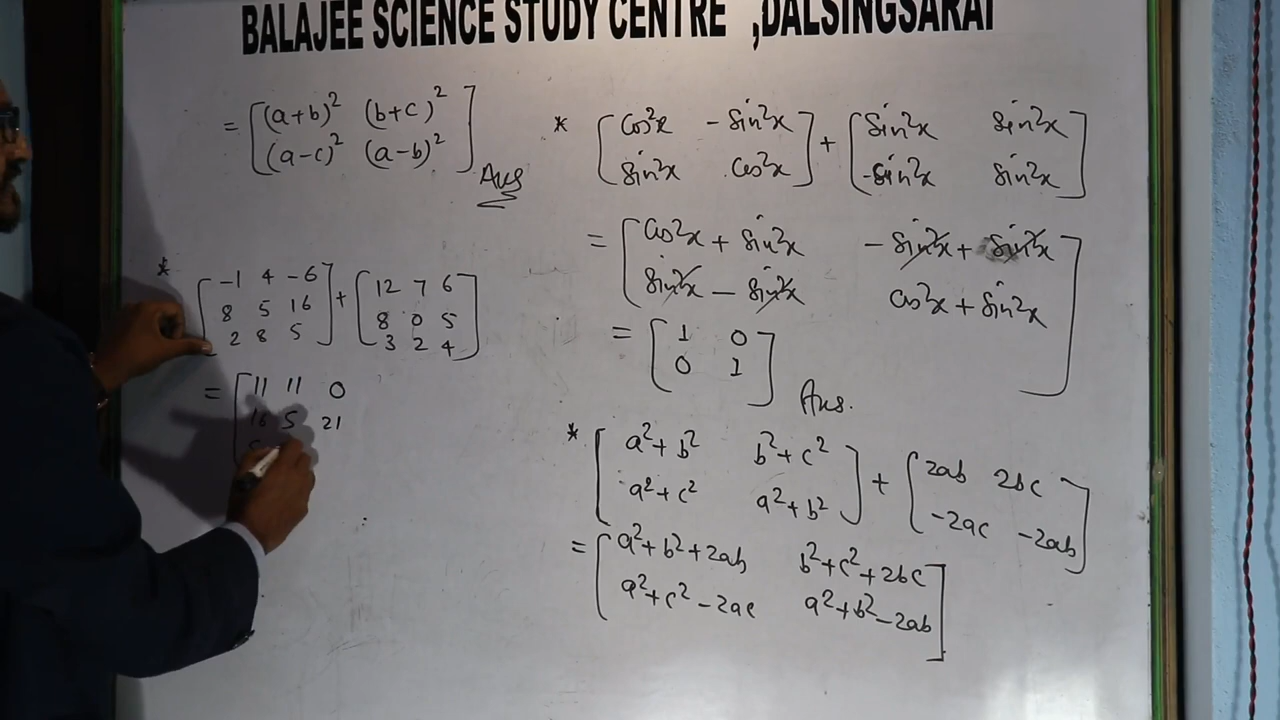 BALAJEE SCIENCE STUDY CENTRE ,DALSINGSARAI
= [(a+b)² (b+c)²
(a-c)² (a-b)²]
Ans
* [-1 4 -6
8 5 16
2 8 5] + [12 7 6
8 0 5
3 2 4]
= [11 11 0
16 5 21
5
* [cos²x -sin²x
sin²x cos²x] + [sin²x sin²x
-sin²x sin²x]
= [cos²x + sin²x -sin²x + sin²x
sin²x - sin²x cos²x + sin²x]
= [1 0
0 1]
Ans.
* [a²+b² b²+c²
a²+c² a²+b²] + [2ab 2bc
-2ac -2ab]
= [a²+b²+2ab b²+c²+2bc
a²+c²-2ac a²+b²-2ab]